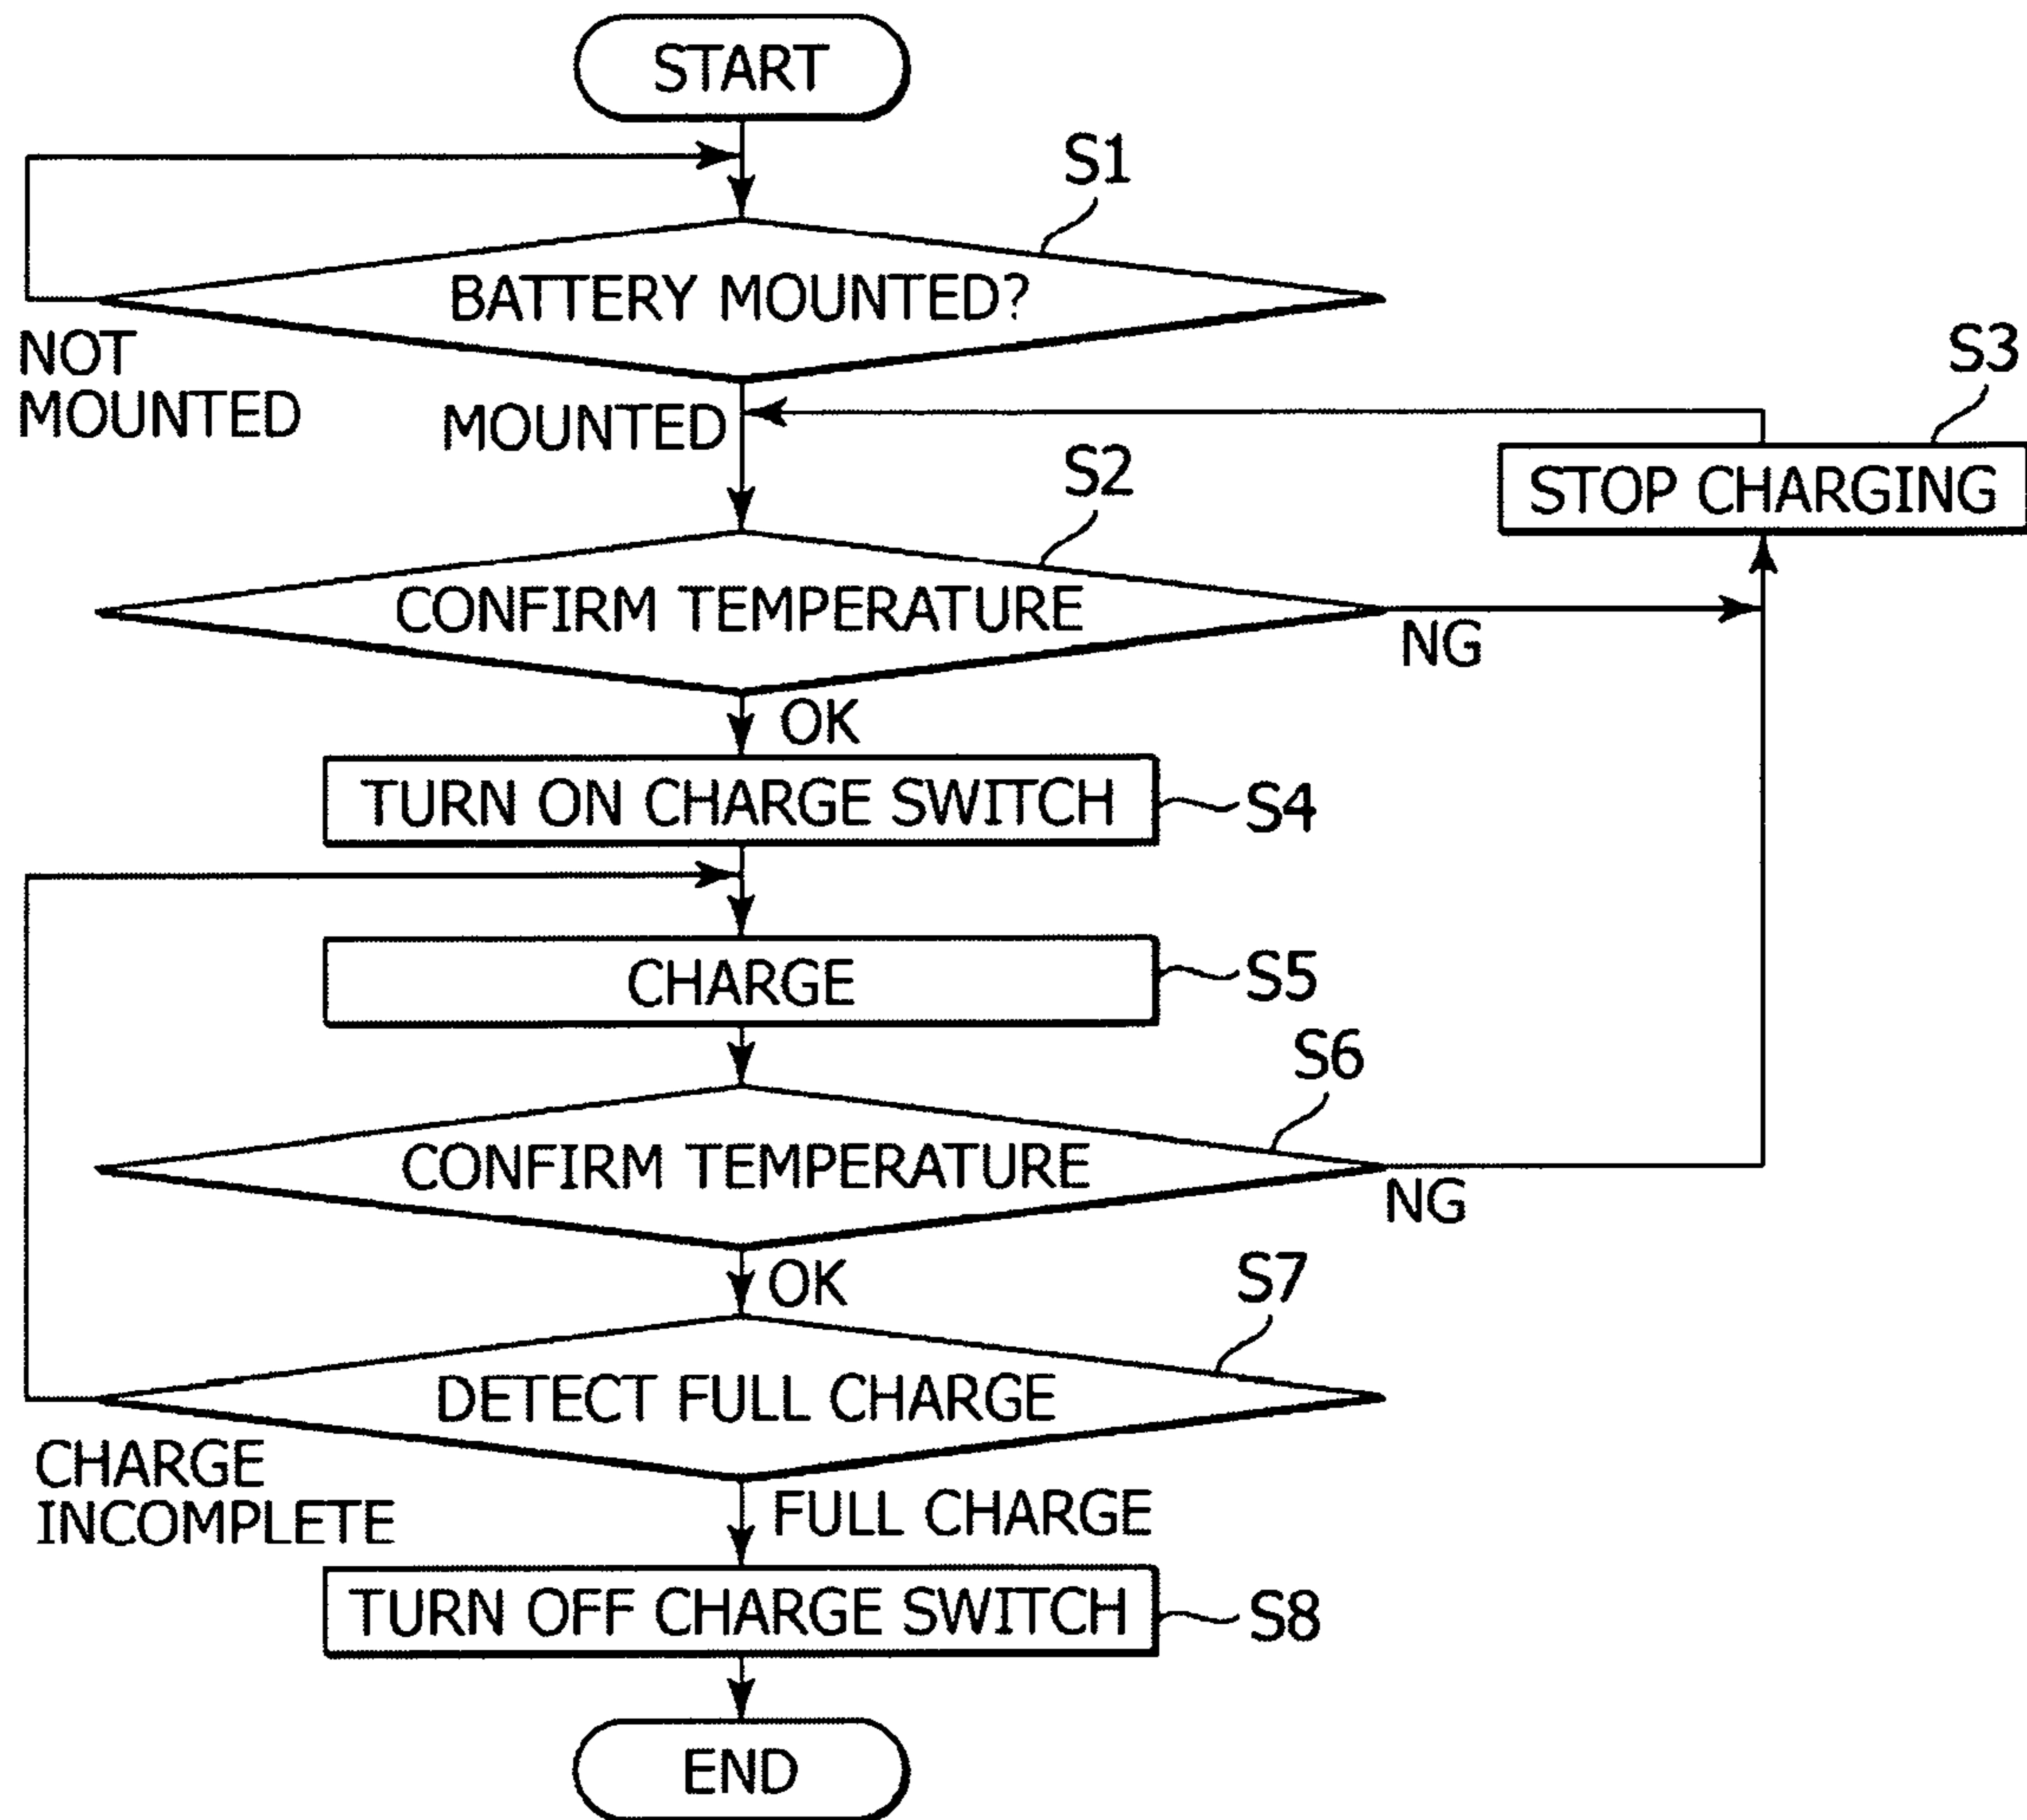 START
S1
BATTERY MOUNTED?
NOT
MOUNTED
MOUNTED
S3
STOP CHARGING
S2
CONFIRM TEMPERATURE
NG
OK
TURN ON CHARGE SWITCH
S4
CHARGE
S5
S6
CONFIRM TEMPERATURE
NG
OK
S7
DETECT FULL CHARGE
CHARGE
INCOMPLETE
FULL CHARGE
TURN OFF CHARGE SWITCH
S8
END